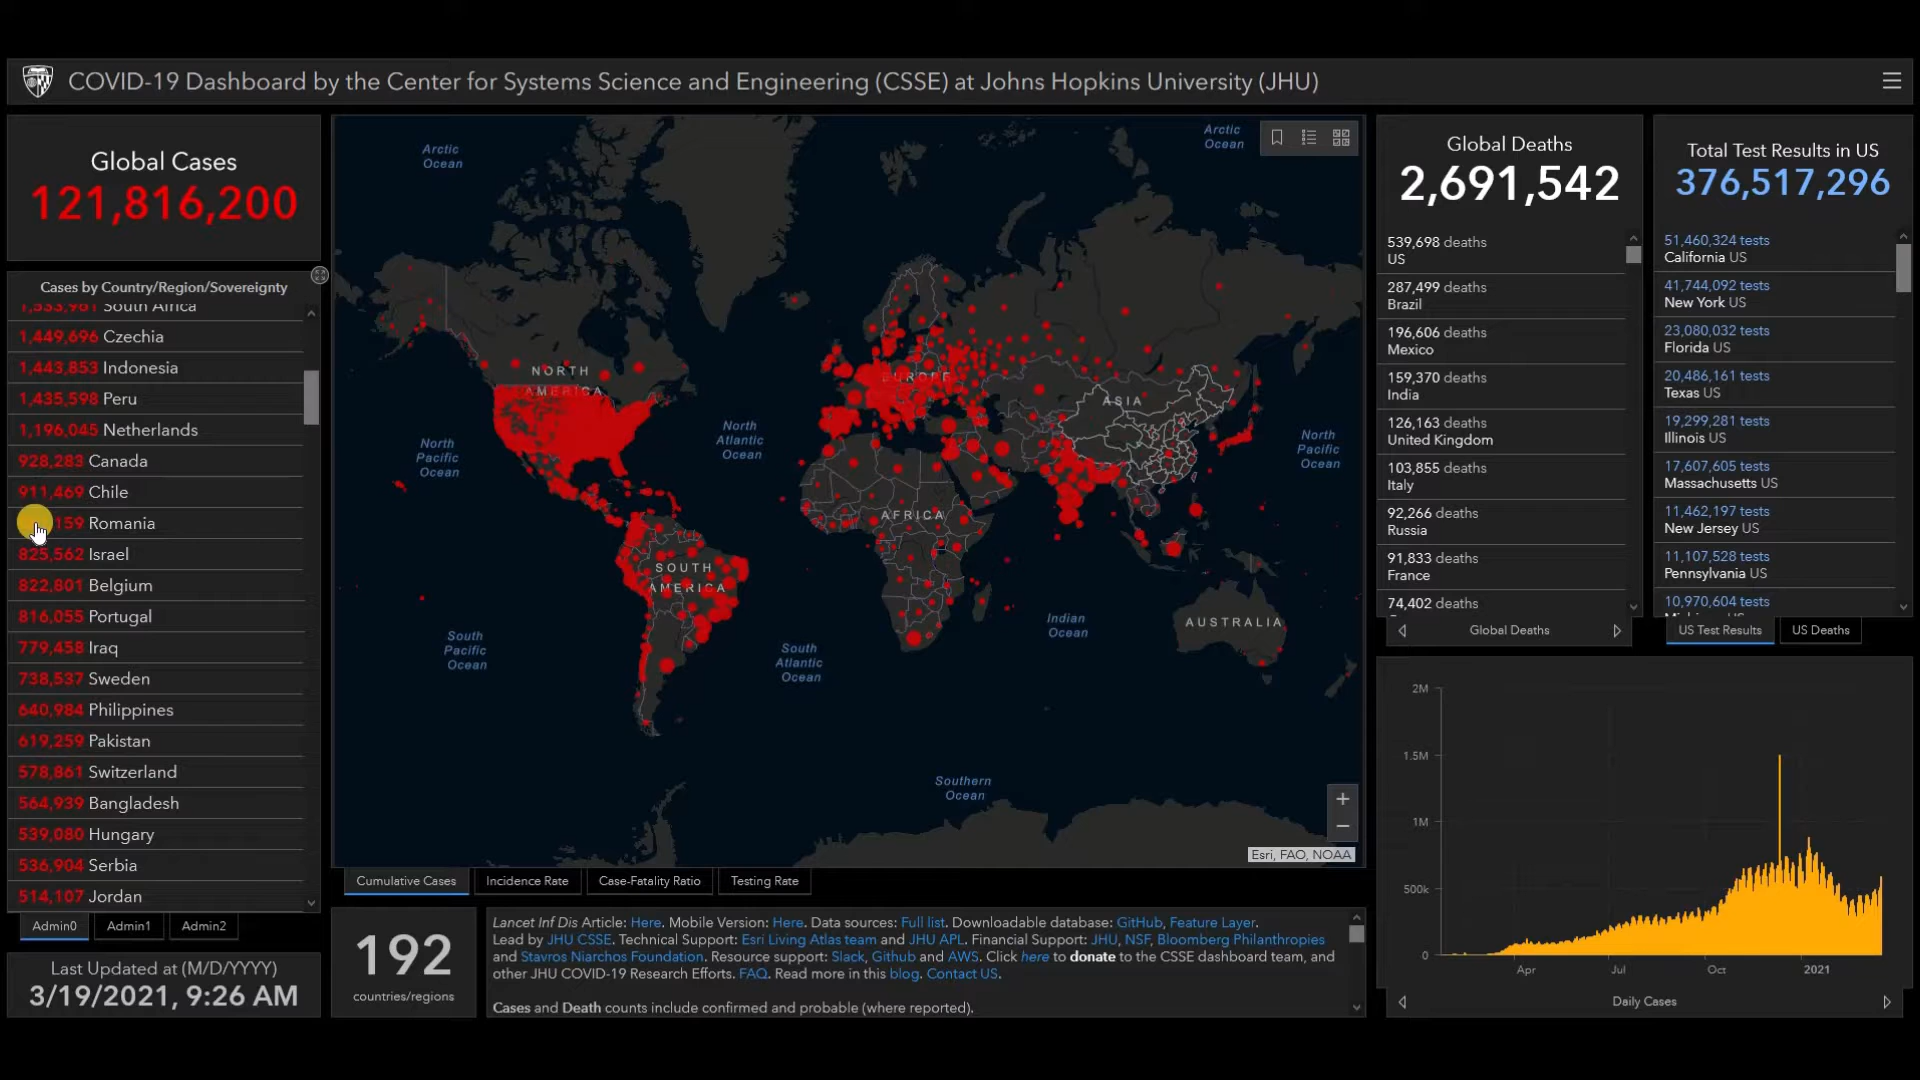 COVID-19 Dashboard by the Center for Systems Science and Engineering (CSSE) at Johns Hopkins University (JHU)
Global Cases
121,816,200
Cases by Country/Region/Sovereignty
1,533,961 South Africa
1,449,696 Czechia
1,443,853 Indonesia
1,435,598 Peru
1,196,045 Netherlands
928,283 Canada
911,469 Chile
159 Romania
825,562 Israel
822,801 Belgium
816,055 Portugal
779,458 Iraq
738,537 Sweden
640,984 Philippines
619,259 Pakistan
578,861 Switzerland
564,939 Bangladesh
539,080 Hungary
536,904 Serbia
514,107 Jordan
Admin0
Admin1
Admin2
Last Updated at (M/D/YYYY)
3/19/2021, 9:26 AM
Arctic
Ocean
Arctic
Ocean
NORTH
AMERICA
EUROPE
ASIA
North
Pacific
Ocean
North
Atlantic
Ocean
North
Pacific
Ocean
AFRICA
SOUTH
AMERICA
AUSTRALIA
Indian
Ocean
South
Pacific
Ocean
South
Atlantic
Ocean
Southern
Ocean
+
−
Esri, FAO, NOAA
Cumulative Cases
Incidence Rate
Case-Fatality Ratio
Testing Rate
192
countries/regions
Lancet Inf Dis Article: Here. Mobile Version: Here. Data sources: Full list. Downloadable database: GitHub, Feature Layer.
Lead by JHU CSSE. Technical Support: Esri Living Atlas team and JHU APL. Financial Support: JHU, NSF, Bloomberg Philanthropies
and Stavros Niarchos Foundation. Resource support: Slack, Github and AWS. Click here to donate to the CSSE dashboard team, and
other JHU COVID-19 Research Efforts. FAQ. Read more in this blog. Contact US.
Cases and Death counts include confirmed and probable (where reported).
Global Deaths
2,691,542
539,698 deaths
US
287,499 deaths
Brazil
196,606 deaths
Mexico
159,370 deaths
India
126,163 deaths
United Kingdom
103,855 deaths
Italy
92,266 deaths
Russia
91,833 deaths
France
74,402 deaths
Global Deaths
Total Test Results in US
376,517,296
51,460,324 tests
California US
41,744,092 tests
New York US
23,080,032 tests
Florida US
20,486,161 tests
Texas US
19,299,281 tests
Illinois US
17,607,605 tests
Massachusetts US
11,462,197 tests
New Jersey US
11,107,528 tests
Pennsylvania US
10,970,604 tests
US Test Results
US Deaths
2M
1.5M
1M
500k
0
Apr
Jul
Oct
2021
Daily Cases